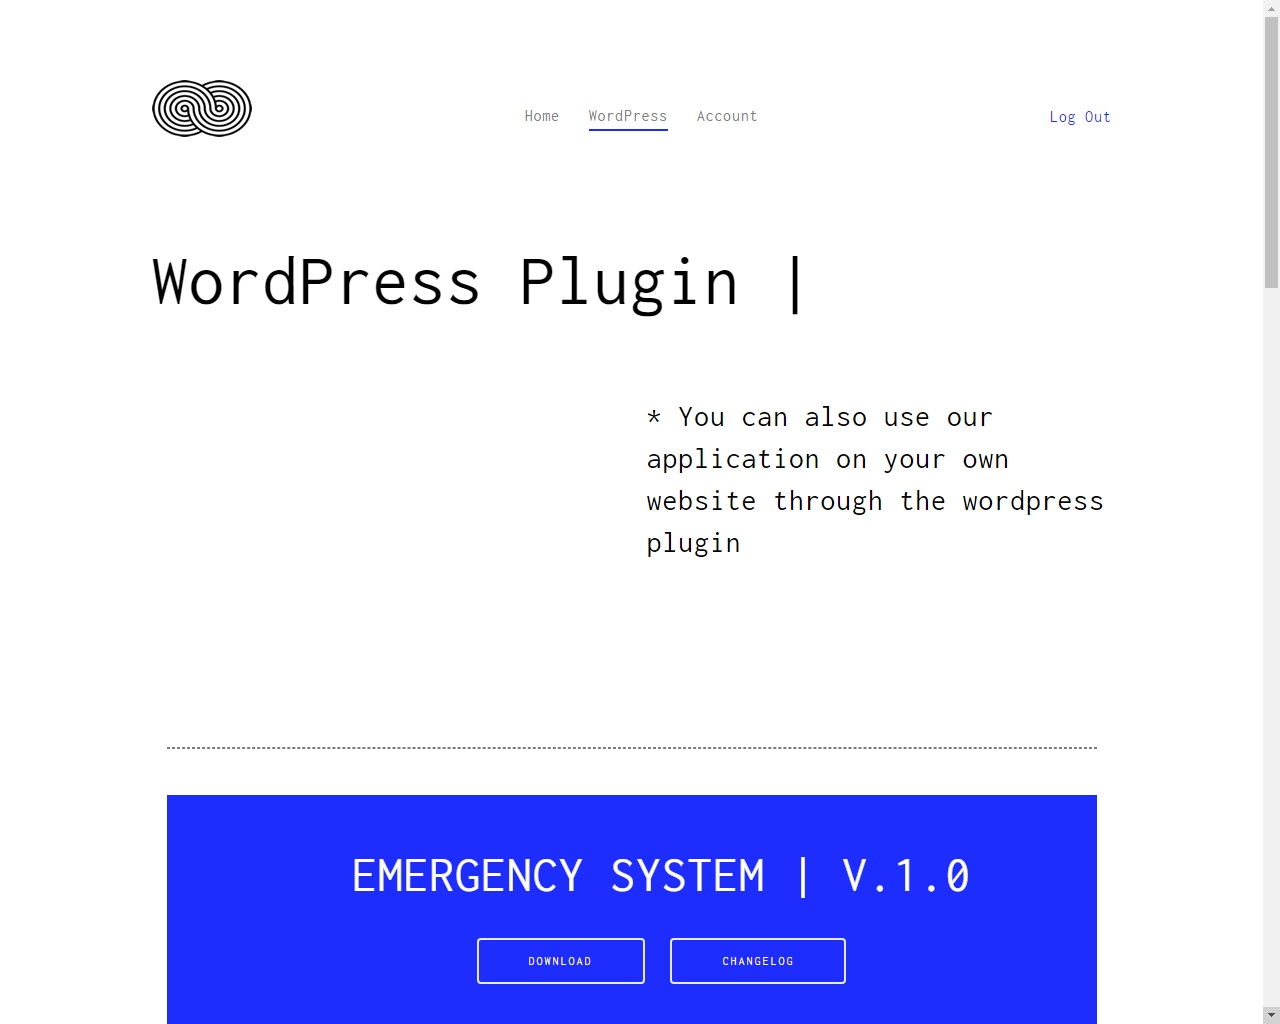 Home WordPress Account Log Out
WordPress Plugin |
* You can also use our
application on your own
website through the wordpress
plugin
EMERGENCY SYSTEM | V.1.0
DOWNLOAD CHANGELOG